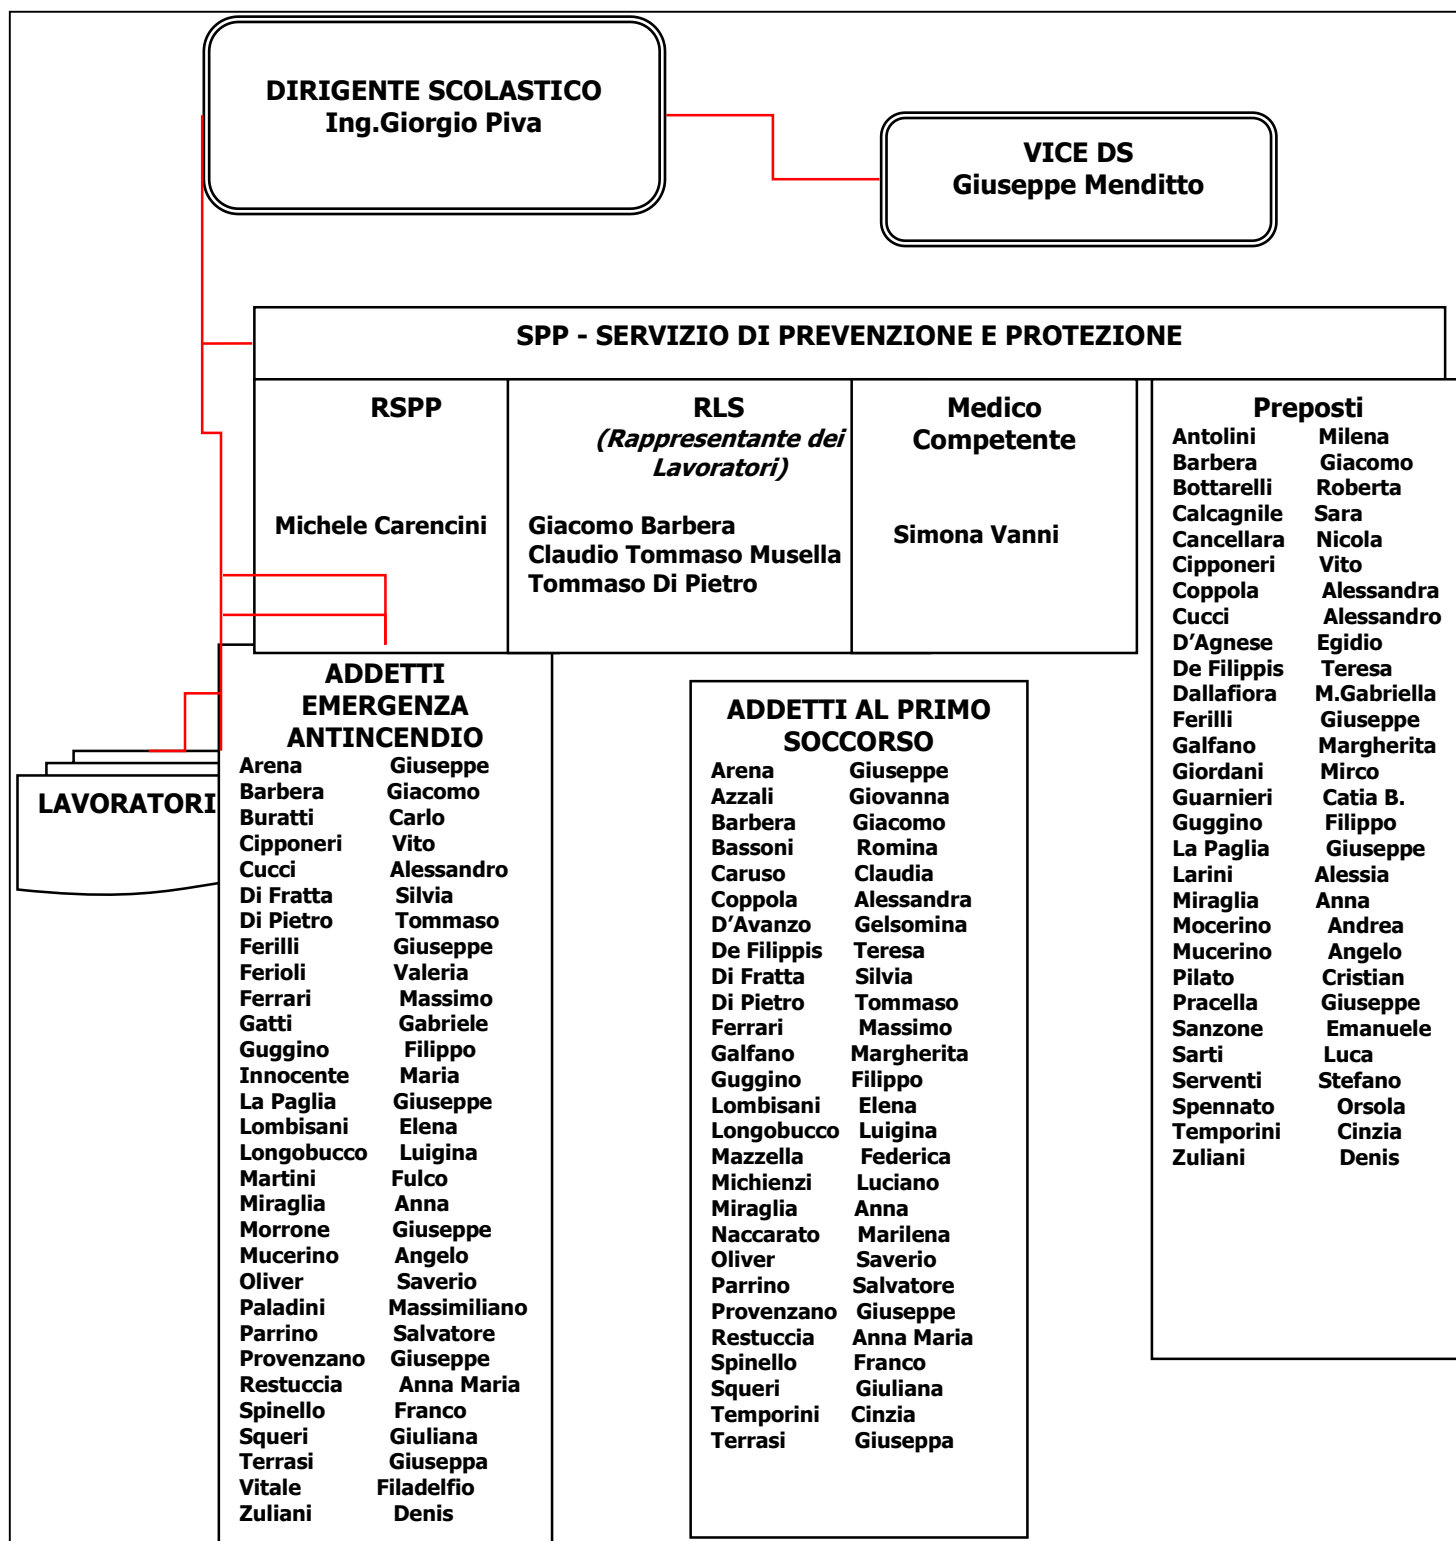 DIRIGENTE SCOLASTICO
Ing.Giorgio Piva
VICE DS
Giuseppe Menditto
SPP - SERVIZIO DI PREVENZIONE E PROTEZIONE
RSPP
Michele Carencini
RLS
(Rappresentante dei
Lavoratori)
Giacomo Barbera
Claudio Tommaso Musella
Tommaso Di Pietro
Medico
Competente
Simona Vanni
Preposti
Antolini Milena
Barbera Giacomo
Bottarelli Roberta
Calcagnile Sara
Cancellara Nicola
Cipponeri Vito
Coppola Alessandra
Cucci Alessandro
D’Agnese Egidio
De Filippis Teresa
Dallafiora M.Gabriella
Ferilli Giuseppe
Galfano Margherita
Giordani Mirco
Guarnieri Catia B.
Guggino Filippo
La Paglia Giuseppe
Larini Alessia
Miraglia Anna
Mocerino Andrea
Mucerino Angelo
Pilato Cristian
Pracella Giuseppe
Sanzone Emanuele
Sarti Luca
Serventi Stefano
Spennato Orsola
Temporini Cinzia
Zuliani Denis
LAVORATORI
ADDETTI
EMERGENZA
ANTINCENDIO
Arena Giuseppe
Barbera Giacomo
Buratti Carlo
Cipponeri Vito
Cucci Alessandro
Di Fratta Silvia
Di Pietro Tommaso
Ferilli Giuseppe
Ferioli Valeria
Ferrari Massimo
Gatti Gabriele
Guggino Filippo
Innocente Maria
La Paglia Giuseppe
Lombisani Elena
Longobucco Luigina
Martini Fulco
Miraglia Anna
Morrone Giuseppe
Mucerino Angelo
Oliver Saverio
Paladini Massimiliano
Parrino Salvatore
Provenzano Giuseppe
Restuccia Anna Maria
Spinello Franco
Squeri Giuliana
Terrasi Giuseppa
Vitale Filadelfio
Zuliani Denis
ADDETTI AL PRIMO
SOCCORSO
Arena Giuseppe
Azzali Giovanna
Barbera Giacomo
Bassoni Romina
Caruso Claudia
Coppola Alessandra
D’Avanzo Gelsomina
De Filippis Teresa
Di Fratta Silvia
Di Pietro Tommaso
Ferrari Massimo
Galfano Margherita
Guggino Filippo
Lombisani Elena
Longobucco Luigina
Mazzella Federica
Michienzi Luciano
Miraglia Anna
Naccarato Marilena
Oliver Saverio
Parrino Salvatore
Provenzano Giuseppe
Restuccia Anna Maria
Spinello Franco
Squeri Giuliana
Temporini Cinzia
Terrasi Giuseppa